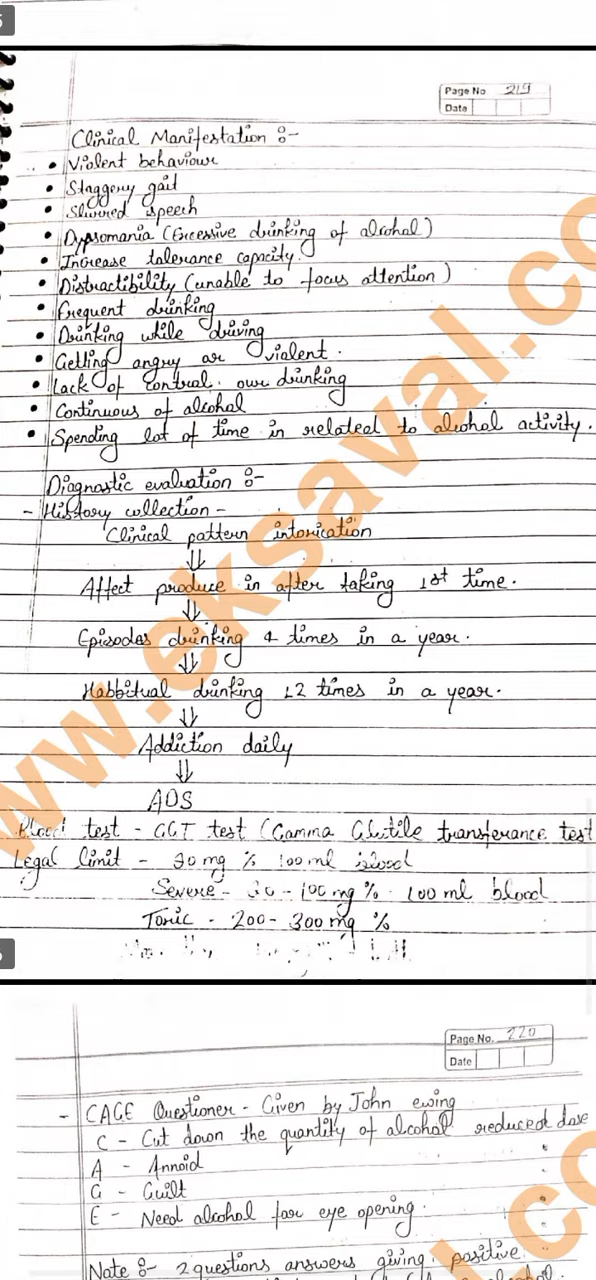 Page No 219
Date
Clinical Manifestation :-
• Violent behaviour
• Staggery gait
• Slurred speech
• Dypsomania (Excessive drinking of alcohol)
• Increase tolerance capacity.
• Distractibility (unable to focus attention)
• Frequent drinking
• Drinking while driving
• Getting angry or violent.
• Lack of control our drinking
• Continuous of alcohol
• Spending lot of time in related to alcohol activity.
Diagnostic evaluation :-
- History collection -
Clinical pattern intoxication
⇓
Affect produce in after taking 1st time.
⇓
Episodes drinking 4 times in a year.
⇓
Habbitual drinking 12 times in a year.
⇓
Addiction daily
⇓
ADS
Blood test - GGT test (Gamma Glutile transferance test
Legal limit - mg % 100 ml blood
Severe - - 100 mg % 100 ml blood
Toxic - 200 - 300 mg %
www.eksaval.co
Page No. 220
Date
- CAGE Questioner - Given by John ewing
C - Cut down the quantity of alcohol reduced dose
A - Annoid
G - Guilt
E - Need alcohol for eye opening.
Note :- 2 questions answers giving positive